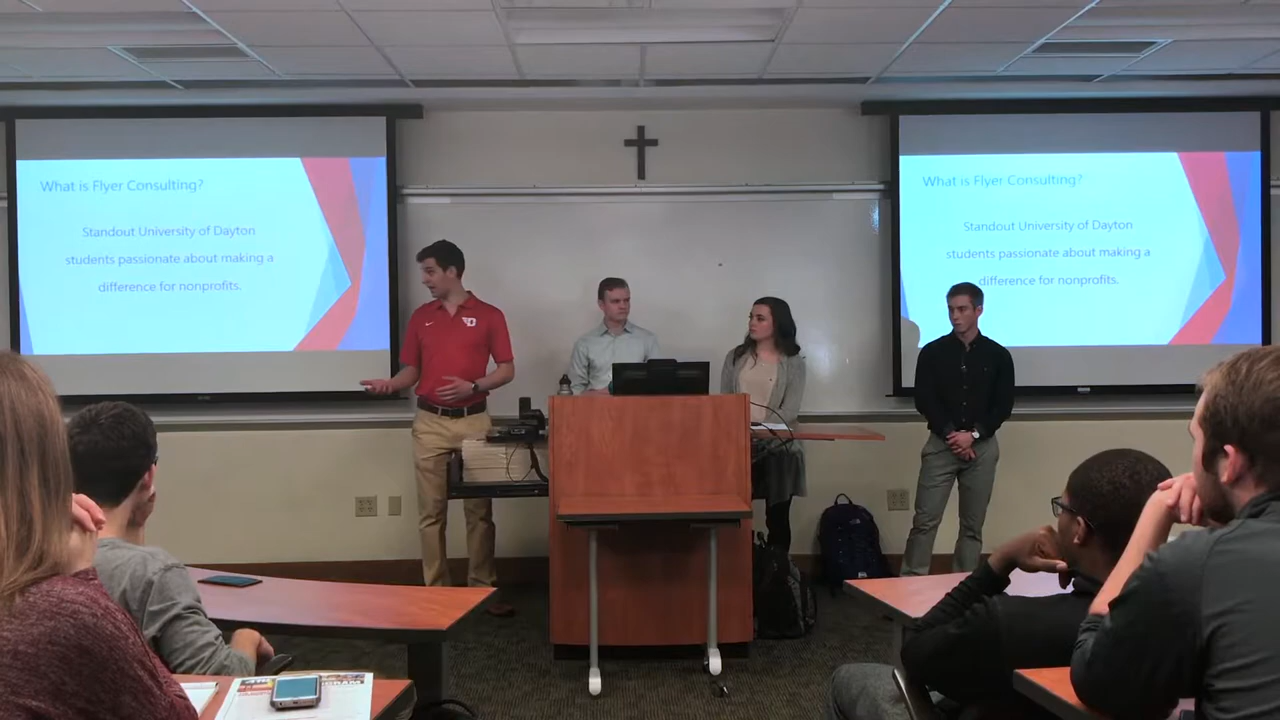 What is Flyer Consulting?
Standout University of Dayton
students passionate about making a
difference for nonprofits.
What is Flyer Consulting?
Standout University of Dayton
students passionate about making a
difference for nonprofits.
D